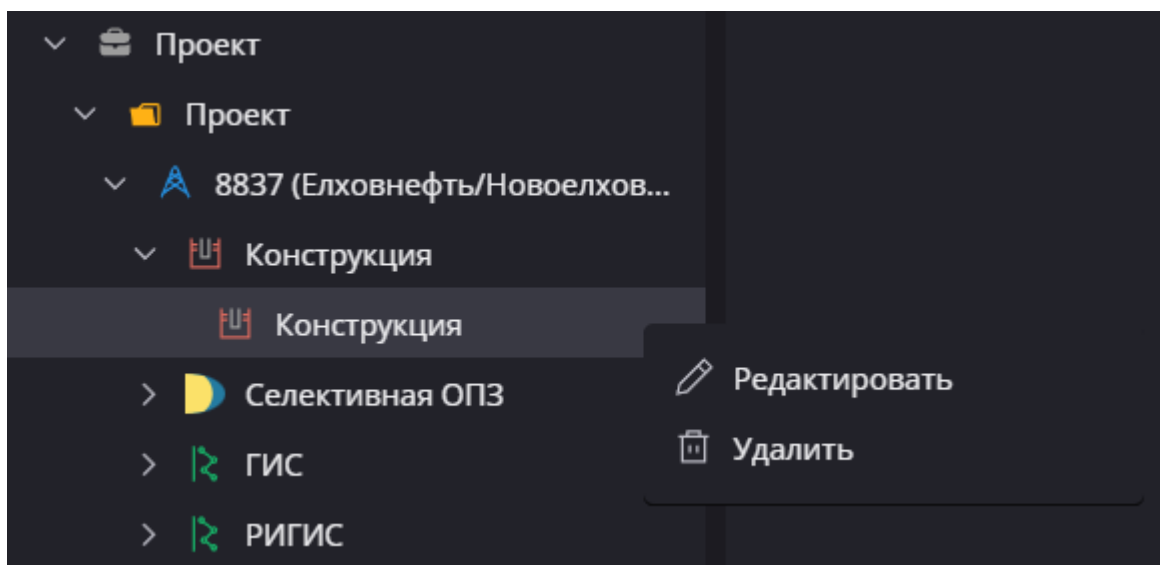 Проект
Проект
8837 (Елховнефть/Новоелхов...
Конструкция
Конструкция
Редактировать
Селективная ОПЗ
Удалить
ГИС
РИГИС